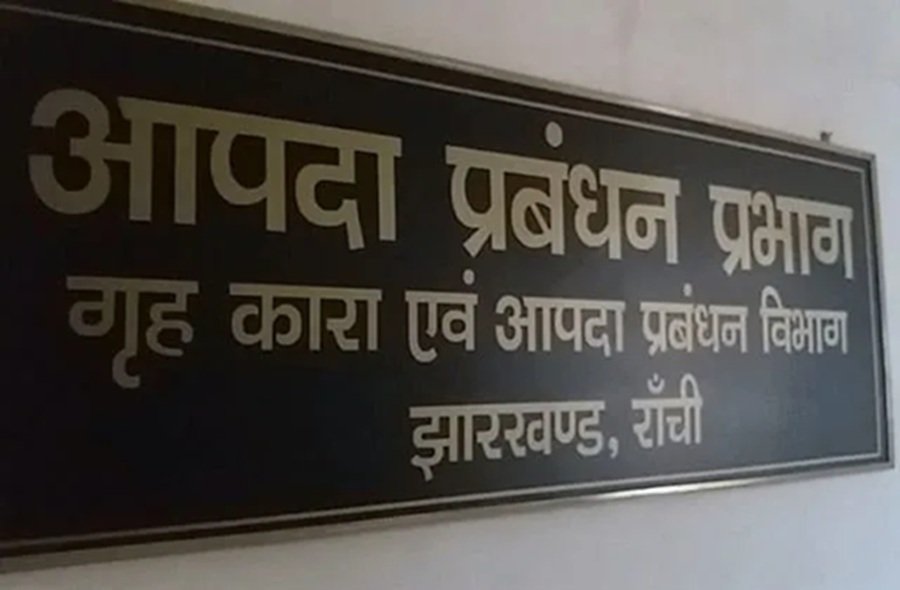 आपदा प्रबंधन प्रभाग
गृह कारा एवं आपदा प्रबंधन विभाग
झारखण्ड, राँची